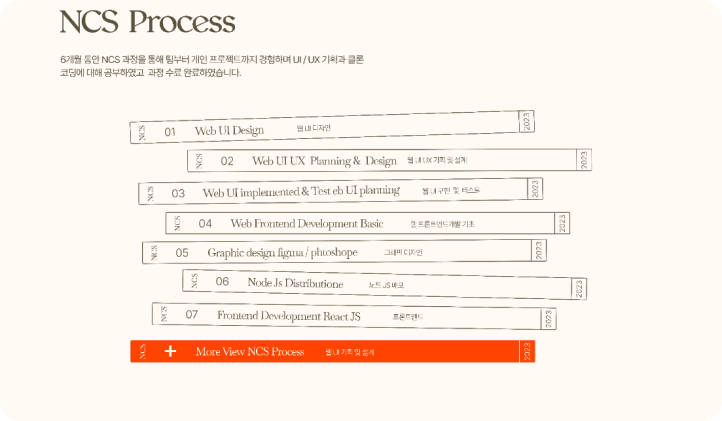 NCS Process
6개월 동안 NCS 과정을 통해 팀부터 개인 프로젝트까지 경험하며 UI / UX 기획과 클론
코딩에 대해 공부하였고 과정 수료 완료하였습니다.
NCS 01 Web UI Design 웹 UI 디자인 2023
NCS 02 Web UI UX Planning & Design 웹 UI UX 기획 및 설계 2023
NCS 03 Web UI implemented & Test eb UI planning 웹 UI 구현 및 테스트 2023
NCS 04 Web Frontend Development Basic 웹 프론트엔드개발 기초 2023
NCS 05 Graphic design figma / phtoshope 그래픽 디자인 2023
NCS 06 Node Js Distributione 노드 JS 배포 2023
NCS 07 Frontend Development React JS 프론트엔드 2023
NCS + More View NCS Process 웹 UI 기획 및 설계 2023